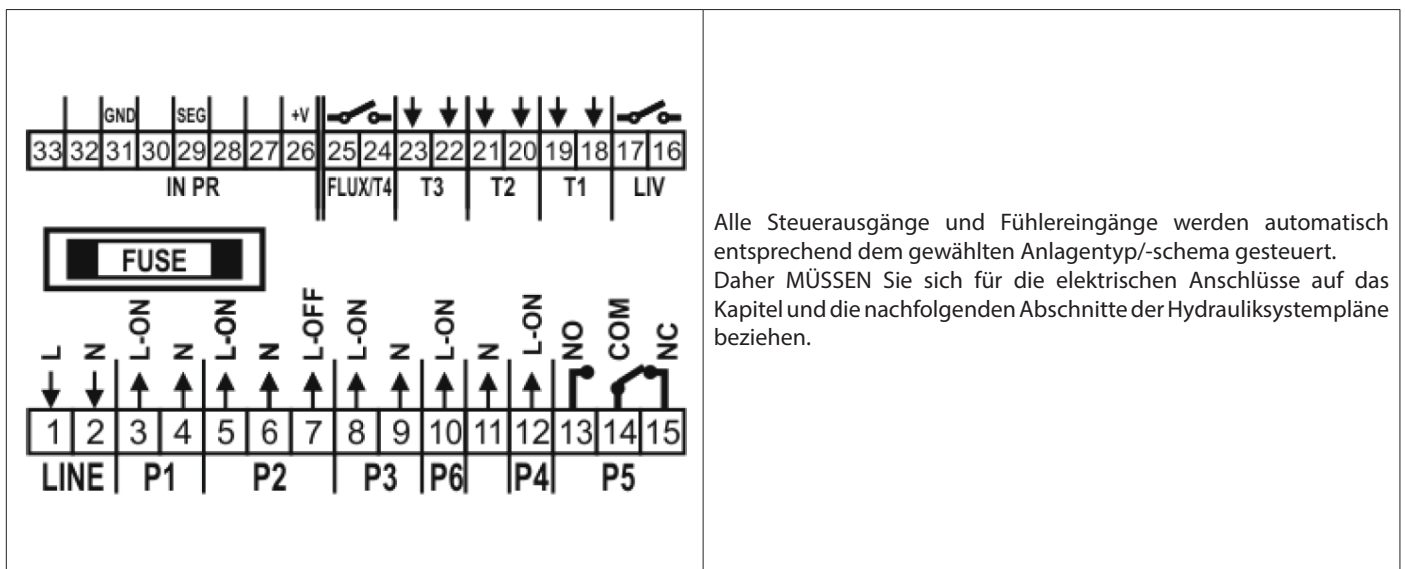 GND SEG +V
33 32 31 30 29 28 27 26 25 24 23 22 21 20 19 18 17 16
IN PR FLUX/T4 T3 T2 T1 LIV
FUSE
L N L-ON N L-ON N L-OFF L-ON N L-ON N L-ON NO COM NC
1 2 3 4 5 6 7 8 9 10 11 12 13 14 15
LINE P1 P2 P3 P6 P4 P5
Alle Steuerausgänge und Fühlereingänge werden automatisch
entsprechend dem gewählten Anlagentyp/-schema gesteuert.
Daher MÜSSEN Sie sich für die elektrischen Anschlüsse auf das
Kapitel und die nachfolgenden Abschnitte der Hydrauliksystempläne
beziehen.